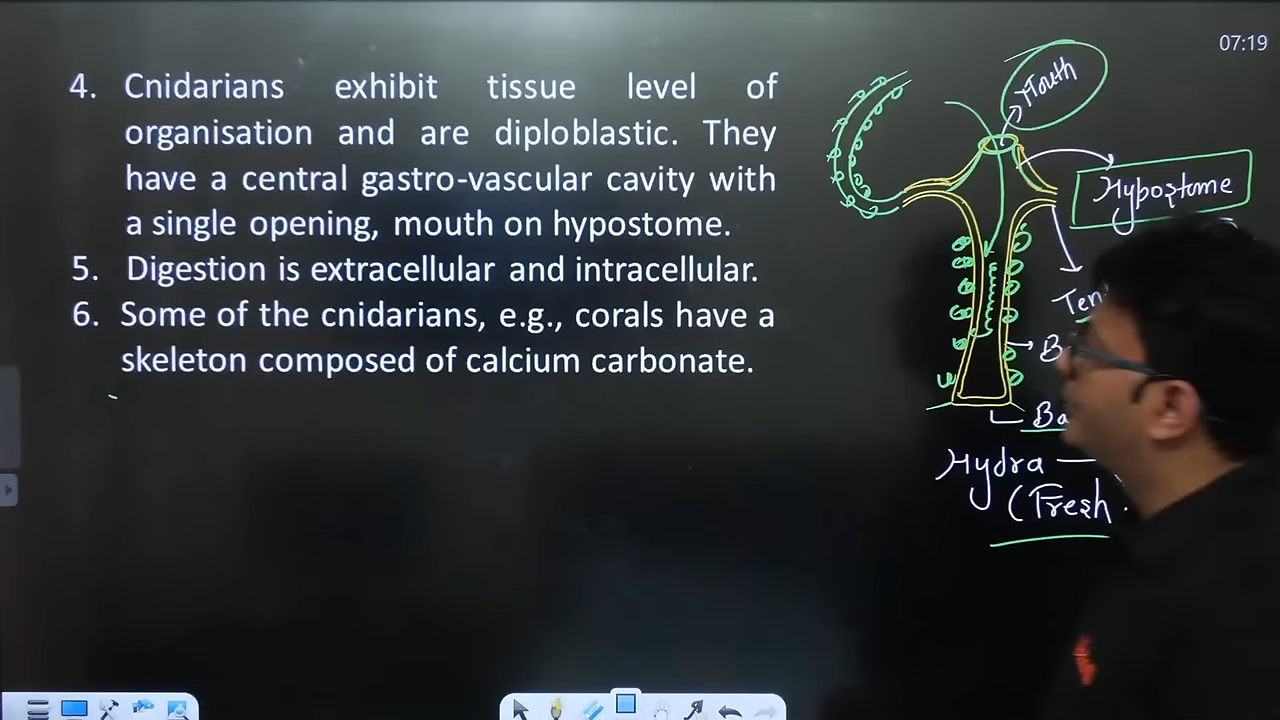 07:19
4. Cnidarians exhibit tissue level of
organisation and are diploblastic. They
have a central gastro-vascular cavity with
a single opening, mouth on hypostome.
5. Digestion is extracellular and intracellular.
6. Some of the cnidarians, e.g., corals have a
skeleton composed of calcium carbonate.
Mouth
Hypostome
Hydra —
(Fresh